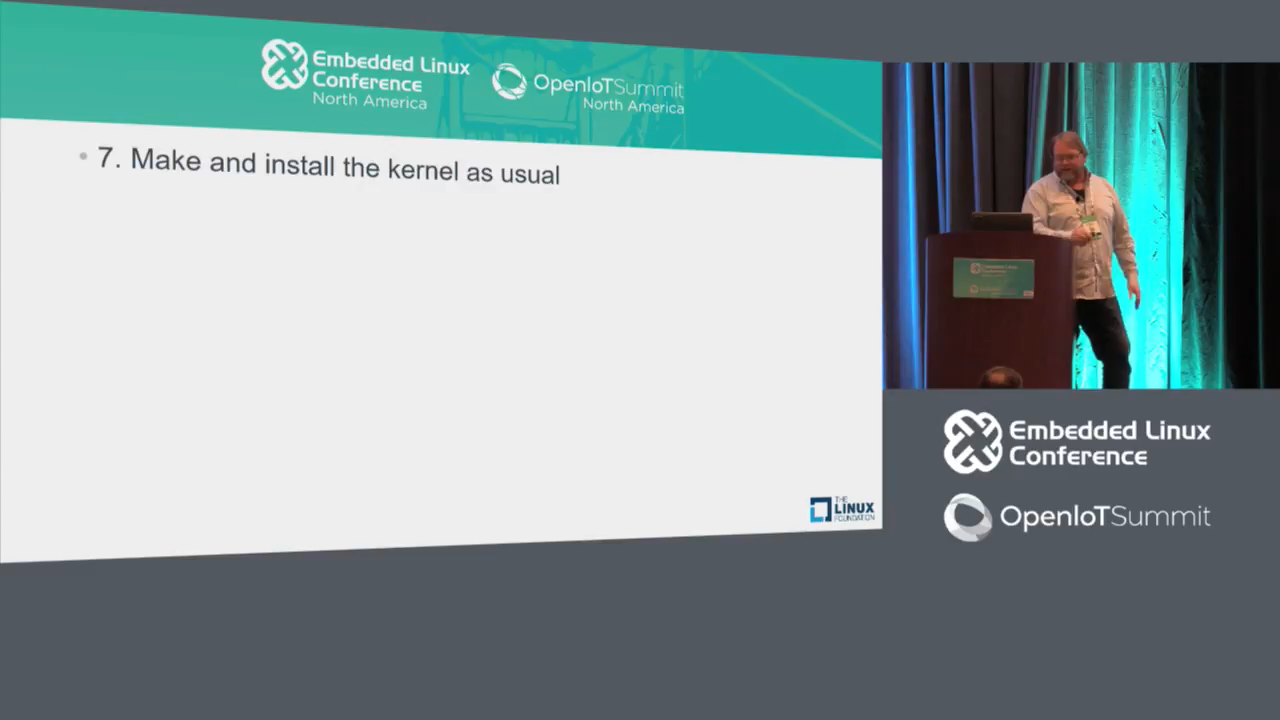 Embedded Linux
Conference
North America
OpenIoTSummit
North America
• 7. Make and install the kernel as usual
THE
LINUX
FOUNDATION
Embedded Linux
Conference
OpenIoTSummit